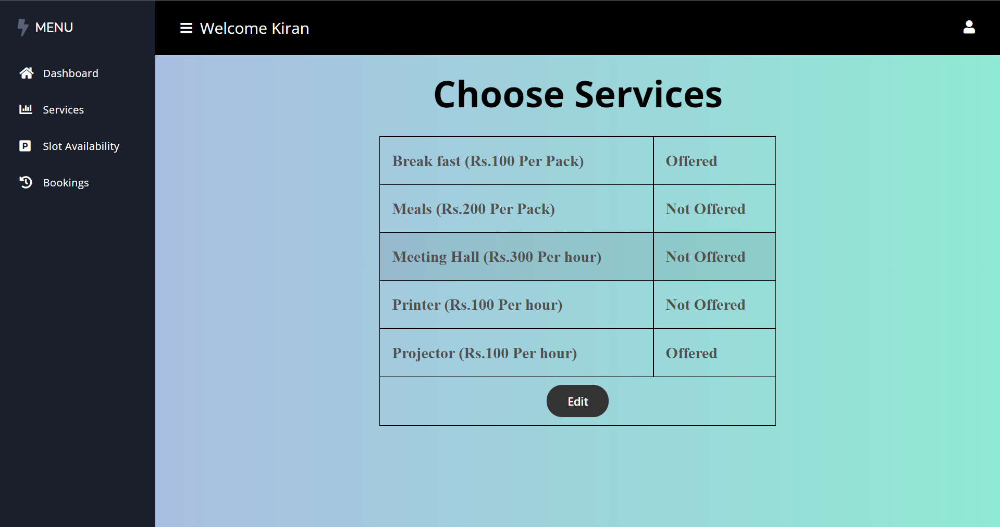 MENU
Welcome Kiran
Dashboard
Services
Slot Availability
Bookings
Choose Services
Break fast (Rs.100 Per Pack) Offered
Meals (Rs.200 Per Pack) Not Offered
Meeting Hall (Rs.300 Per hour) Not Offered
Printer (Rs.100 Per hour) Not Offered
Projector (Rs.100 Per hour) Offered
Edit